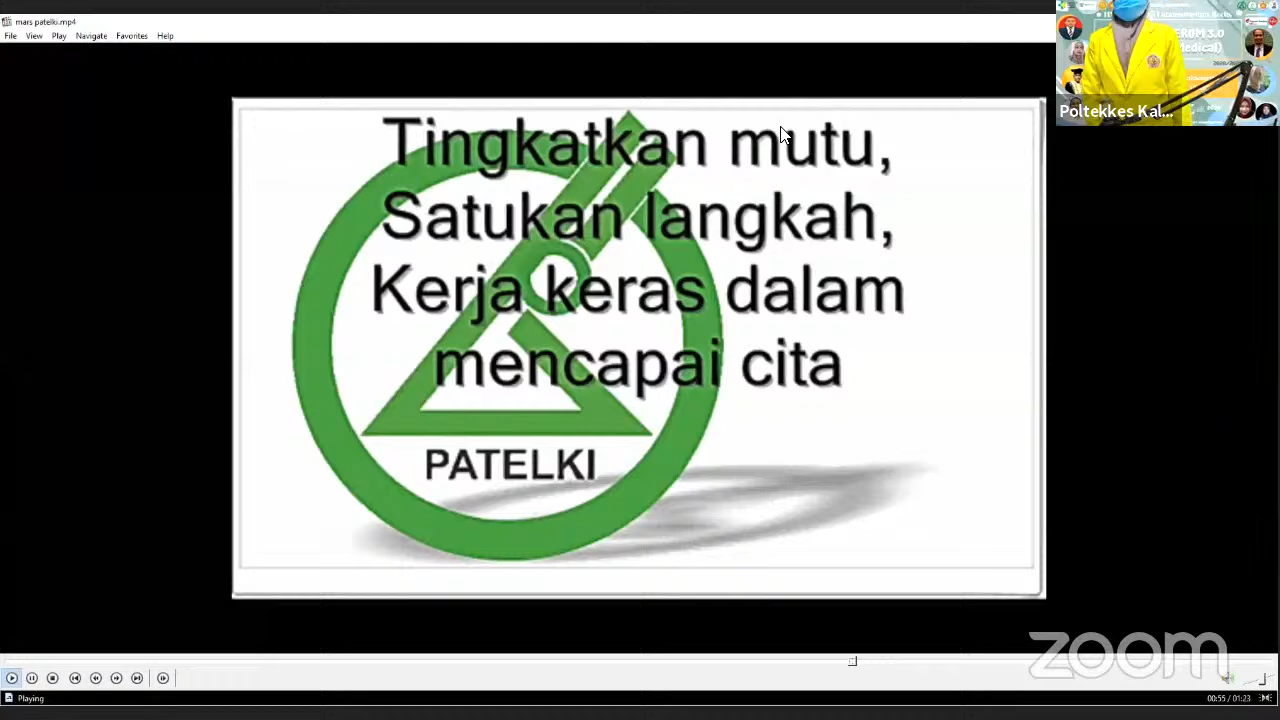 mars patelki.mp4
File View Play Navigate Favorites Help
Tingkatkan mutu,
Satukan langkah,
Kerja keras dalam
mencapai cita
PATELKI
Poltekkes Kal...
zoom
Playing
00:55 / 01:23